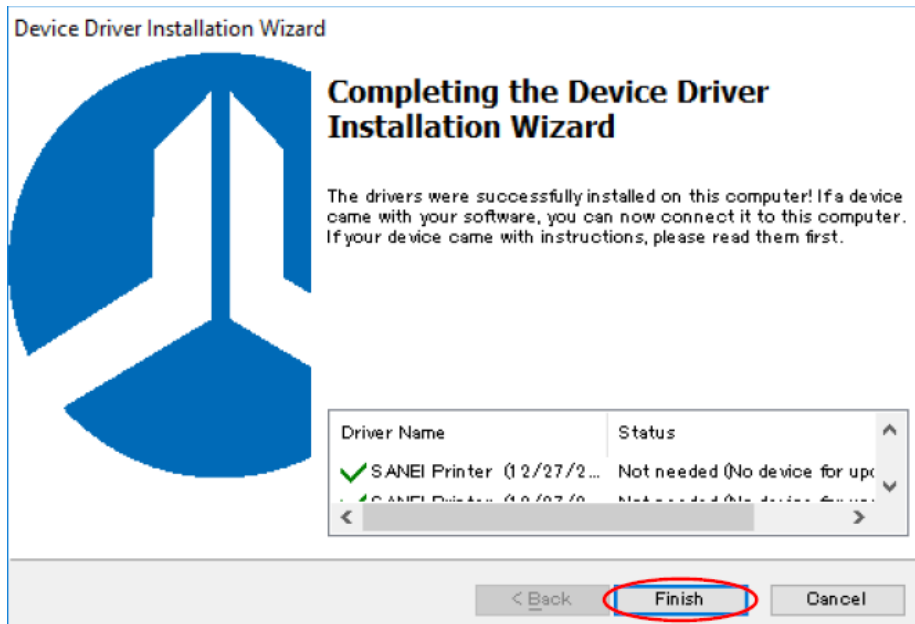 Device Driver Installation Wizard
Completing the Device Driver
Installation Wizard
The drivers were successfully installed on this computer! If a device
came with your software, you can now connect it to this computer.
If your device came with instructions, please read them first.
Driver Name Status
SANEI Printer (12/27/2... Not needed (No device for
< Back Finish Cancel